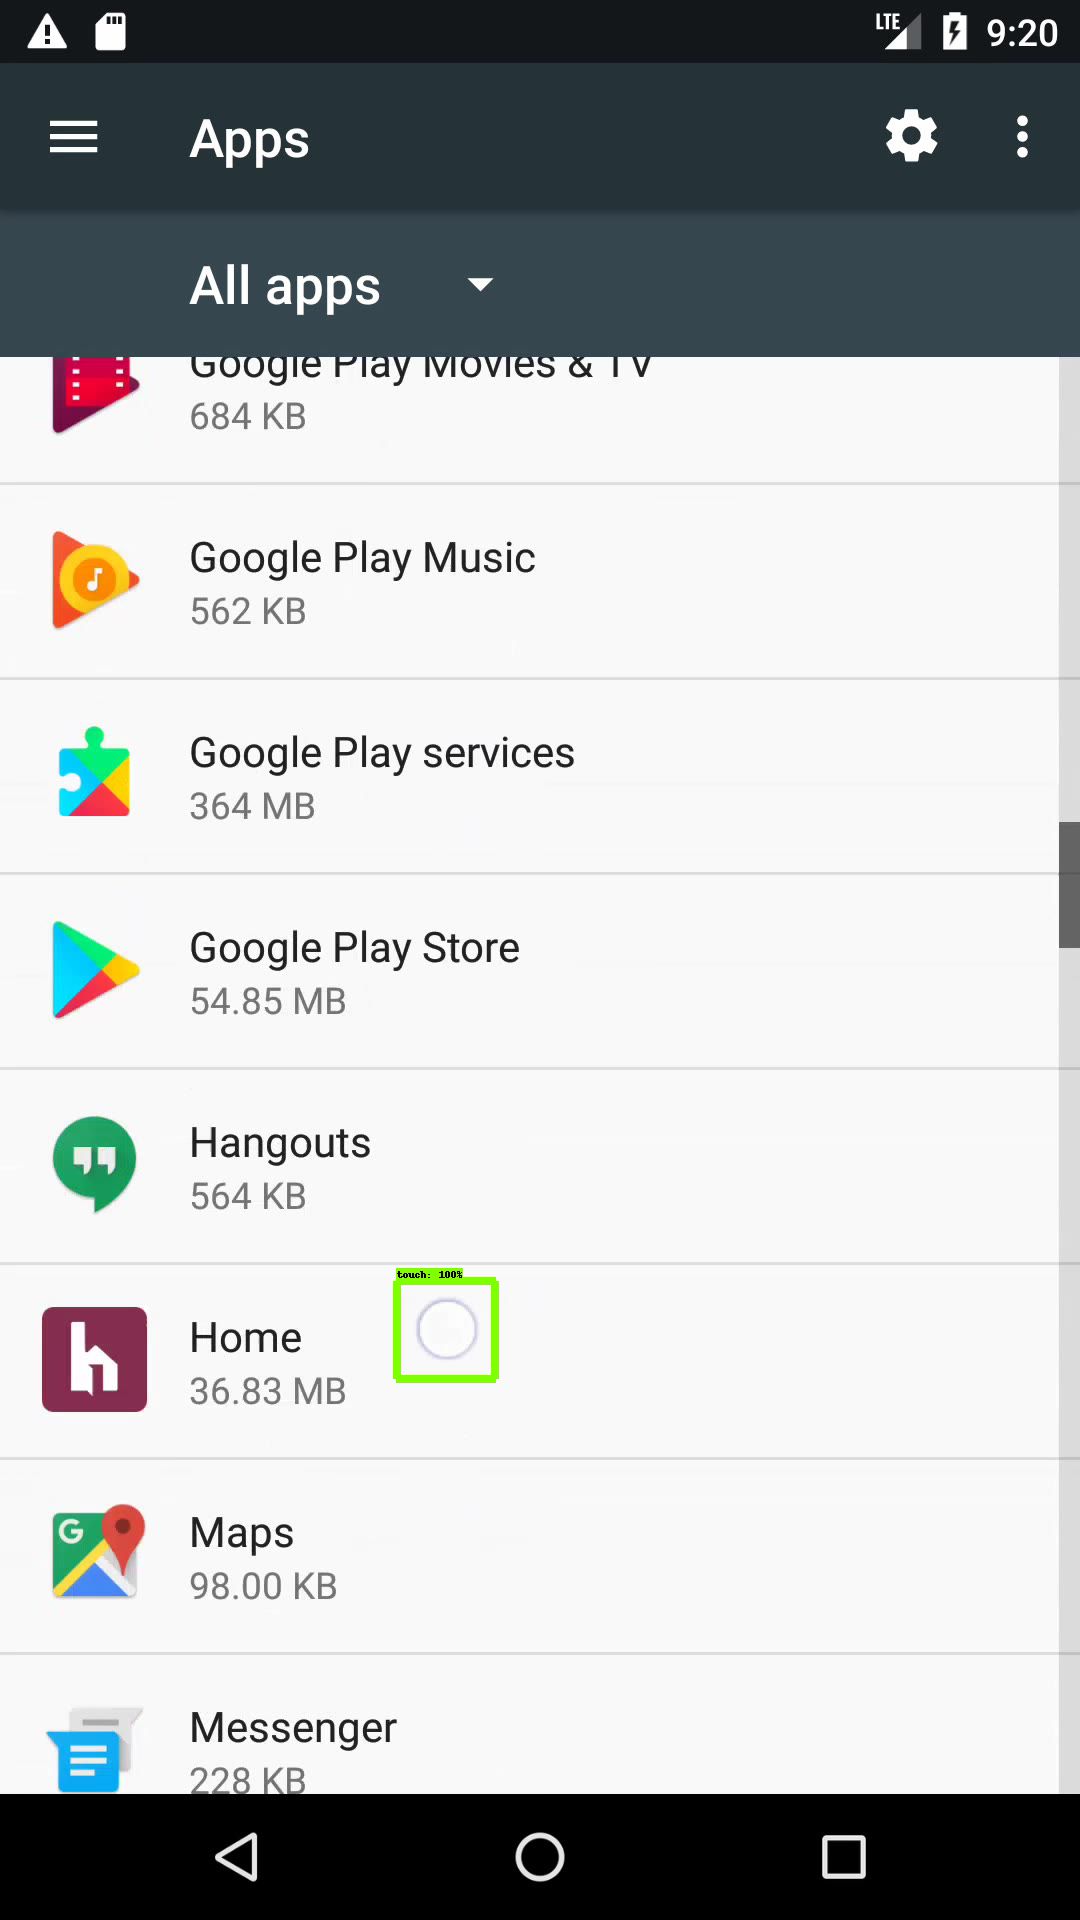 LTE 9:20
Apps
All apps
Google Play Movies & TV
684 KB
Google Play Music
562 KB
Google Play services
364 MB
Google Play Store
54.85 MB
Hangouts
564 KB
touch: 100%
Home
36.83 MB
G
Maps
98.00 KB
Messenger
228 KB